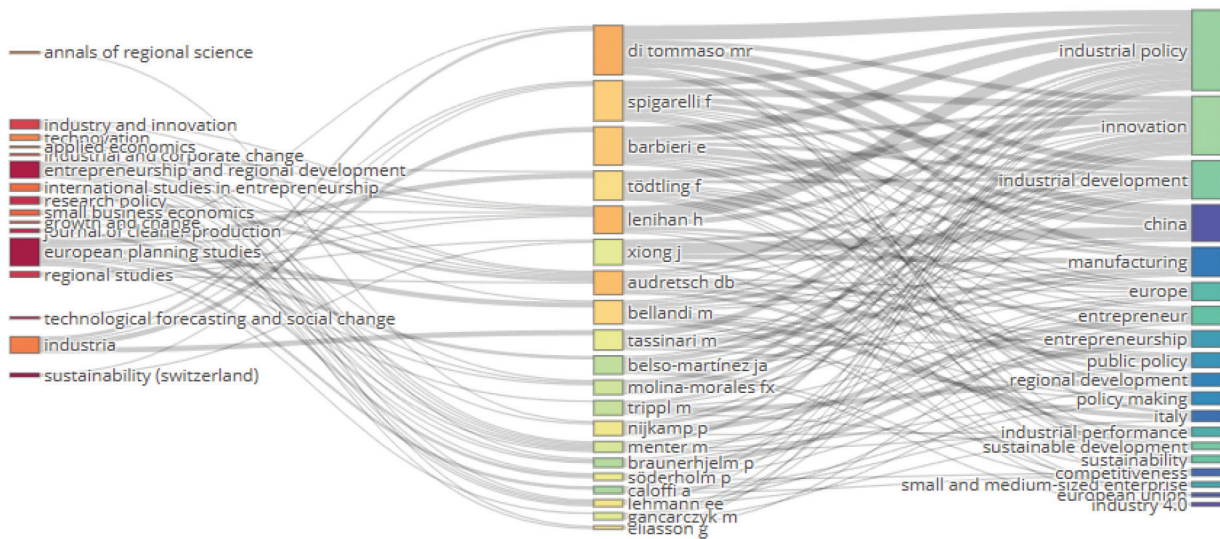 annals of regional science
industry and innovation
technovation
applied economics
industrial and corporate change
entrepreneurship and regional development
international studies in entrepreneurship
research policy
small business economics
growth and change
journal of cleaner production
european planning studies
regional studies
technological forecasting and social change
industria
sustainability (switzerland)
di tommaso mr
spigarelli f
barbieri e
tödtling f
lenihan h
xiong j
audretsch db
bellandi m
tassinari m
belso-martínez ja
molina-morales fx
trippl m
nijkamp p
menter m
braunerhjelm p
söderholm p
caloffi a
lehmann ee
gancarczyk m
eliasson g
industrial policy
innovation
industrial development
china
manufacturing
europe
entrepreneur
entrepreneurship
public policy
regional development
policy making
italy
industrial performance
sustainable development
sustainability
competitiveness
small and medium-sized enterprise
european union
industry 4.0